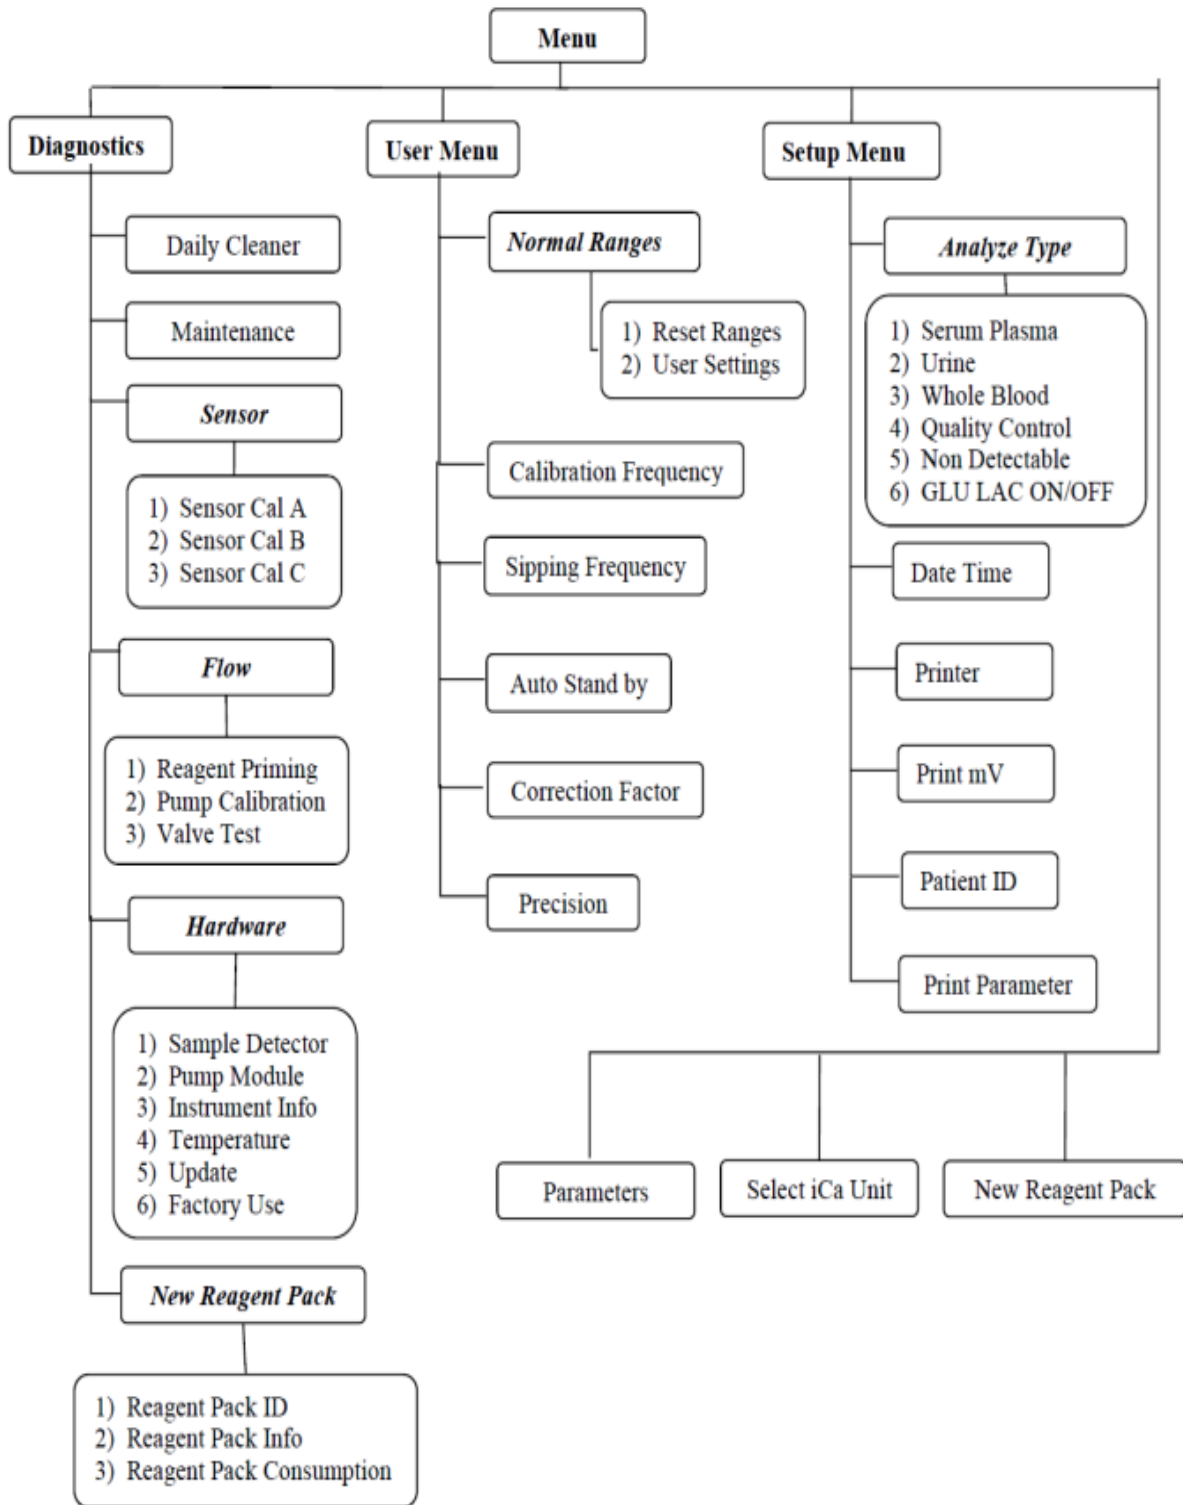 Menu
Diagnostics
Daily Cleaner
Maintenance
Sensor
1) Sensor Cal A
2) Sensor Cal B
3) Sensor Cal C
Flow
1) Reagent Priming
2) Pump Calibration
3) Valve Test
Hardware
1) Sample Detector
2) Pump Module
3) Instrument Info
4) Temperature
5) Update
6) Factory Use
New Reagent Pack
1) Reagent Pack ID
2) Reagent Pack Info
3) Reagent Pack Consumption
User Menu
Normal Ranges
1) Reset Ranges
2) User Settings
Calibration Frequency
Sipping Frequency
Auto Stand by
Correction Factor
Precision
Setup Menu
Analyze Type
1) Serum Plasma
2) Urine
3) Whole Blood
4) Quality Control
5) Non Detectable
6) GLU LAC ON/OFF
Date Time
Printer
Print mV
Patient ID
Print Parameter
Parameters
Select iCa Unit
New Reagent Pack